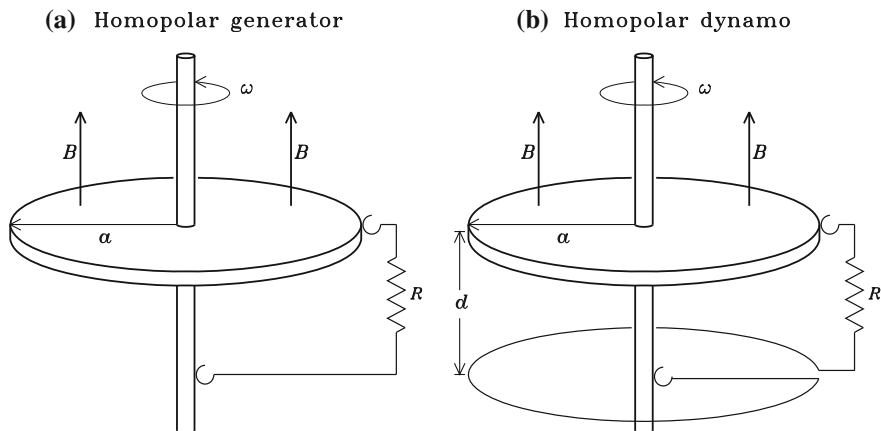 (a) Homopolar generator
ω
B
B
a
R
(b) Homopolar dynamo
ω
B
B
a
d
R